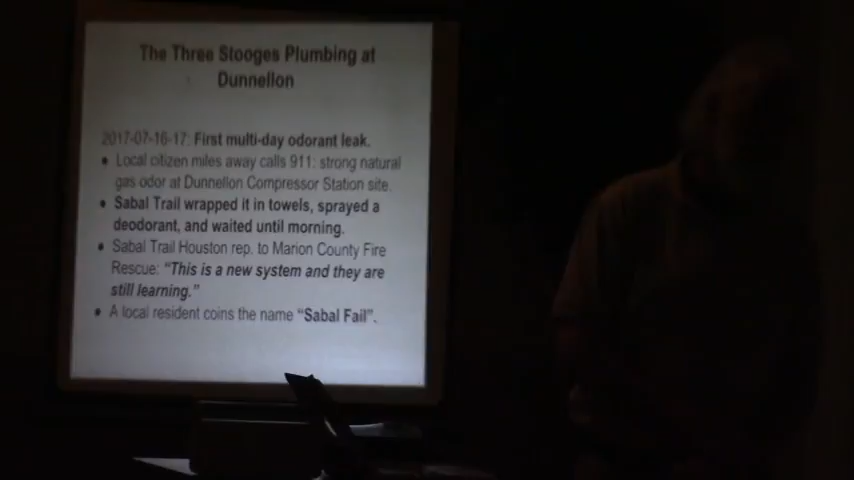 The Three Stooges Plumbing at
Dunnellon
2017-07-16-17: First multi-day odorant leak.
• Local citizen miles away calls 911: strong natural
gas odor at Dunnellon Compressor Station site.
• Sabal Trail wrapped it in towels, sprayed a
deodorant, and waited until morning.
• Sabal Trail Houston rep. to Marion County Fire
Rescue: “This is a new system and they are
still learning.”
• A local resident coins the name “Sabal Fail”.